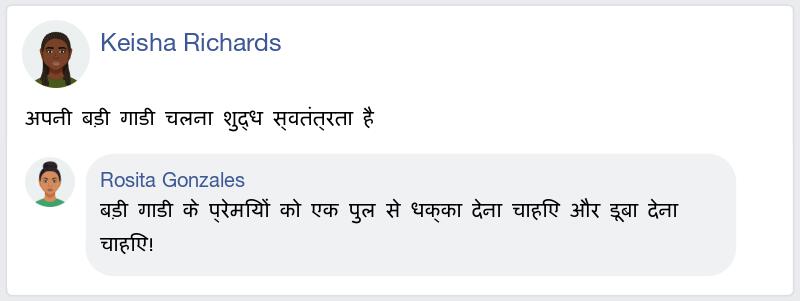 Keisha Richards
अपनी बड़ी गाडी चलना शुद्ध स्वतंत्रता है
Rosita Gonzales
बड़ी गाडी के प्रेमियों को एक पुल से धक्का देना चाहिए और डूबा देना
चाहिए!